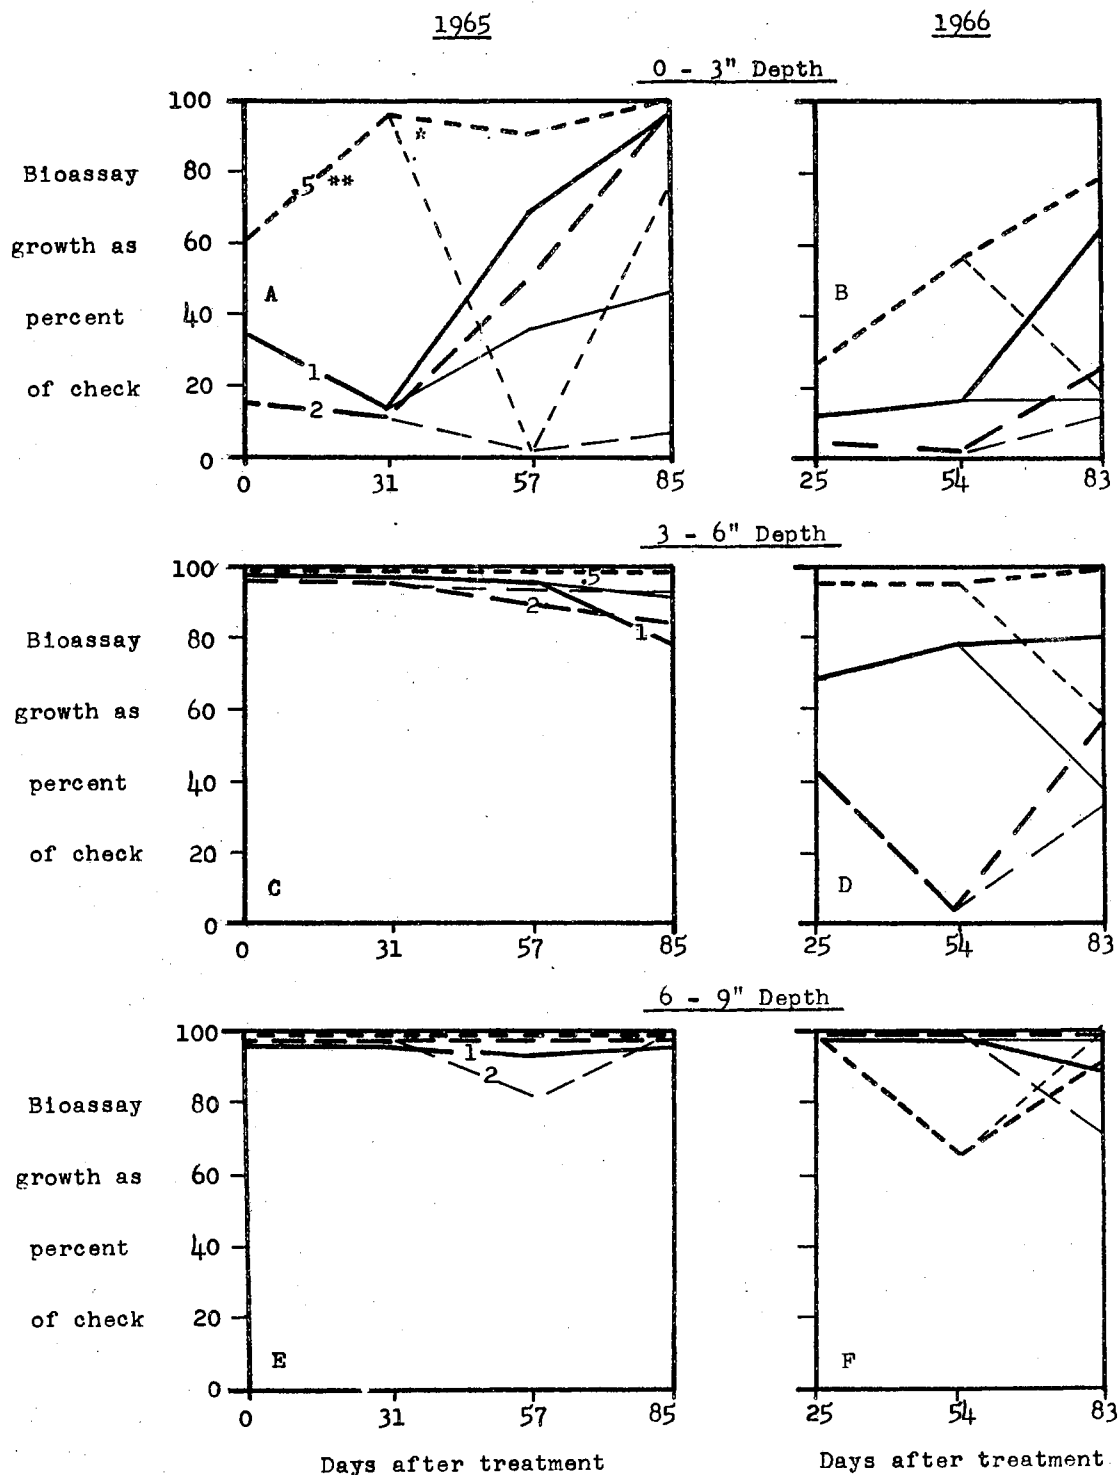 1965 1966
0 - 3" Depth
100
Bioassay 80
.5 **
*
growth as 60
A B
percent 40
of check 20
1
2
0
0 31 57 85 25 54 83
3 - 6" Depth
100
.5
2
1
Bioassay 80
growth as 60
percent 40
of check 20
C D
0
0 31 57 85 25 54 83
6 - 9" Depth
100
1
2
Bioassay 80
growth as 60
percent 40
of check 20
E F
0
0 31 57 85 25 54 83
Days after treatment Days after treatment